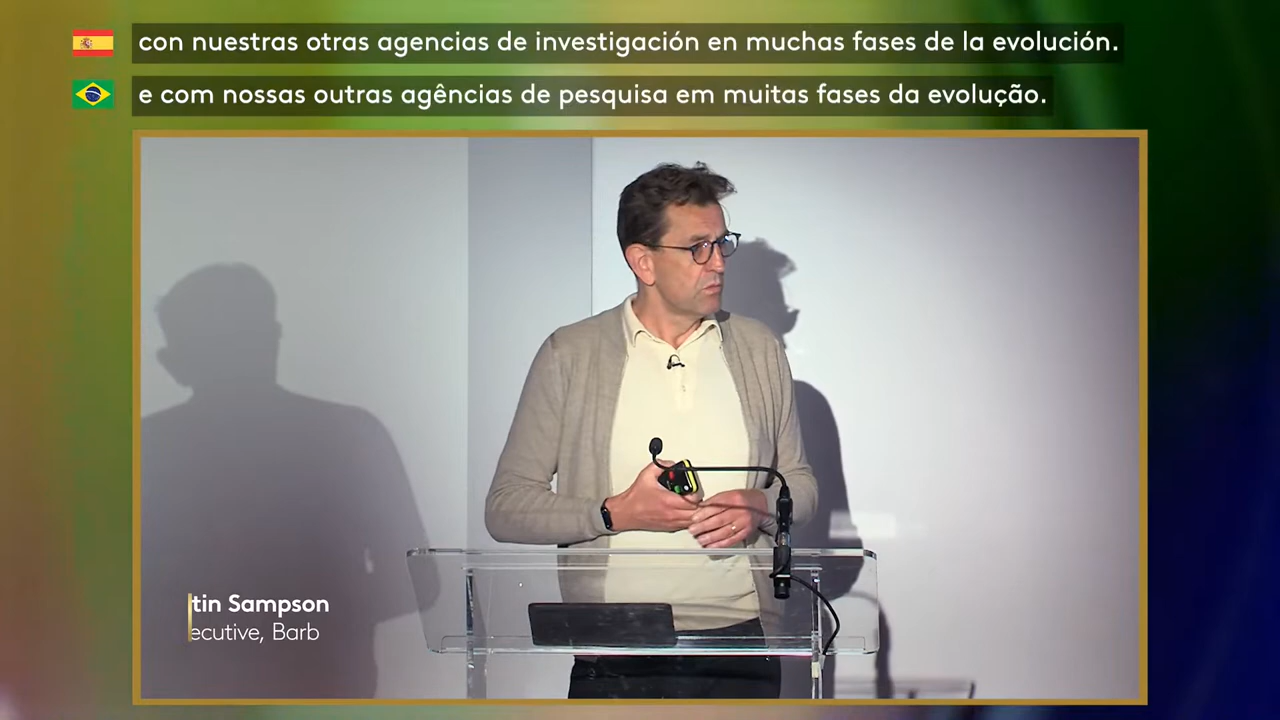 con nuestras otras agencias de investigación en muchas fases de la evolución.
e com nossas outras agências de pesquisa em muitas fases da evolução.
tin Sampson
ecutive, Barb